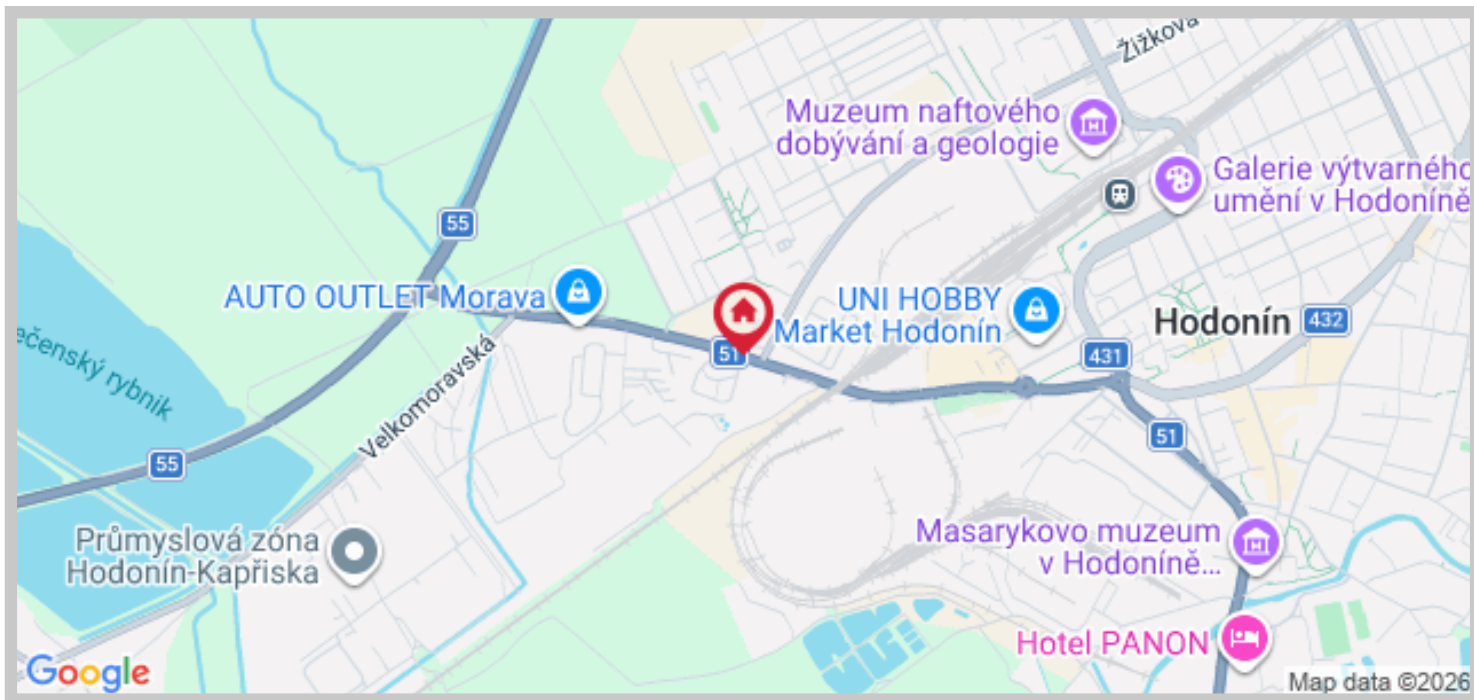 Žižkova
Muzeum naftového
dobývání a geologie
Galerie výtvarného
umění v Hodoníně
55
AUTO OUTLET Morava
UNI HOBBY
Market Hodonín
Hodonín
432
51
431
ečenský rybnik
Velkomoravská
51
55
Průmyslová zóna
Hodonín-Kapřiska
Masarykovo muzeum
v Hodoníně...
Hotel PANON
Google
Map data ©2026